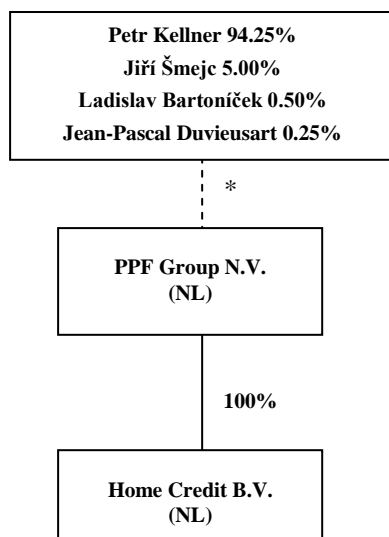 Petr Kellner 94.25%
Jiří Šmejc 5.00%
Ladislav Bartoníček 0.50%
Jean-Pascal Duvieusart 0.25%
*
PPF Group N.V.
(NL)
100%
Home Credit B.V.
(NL)